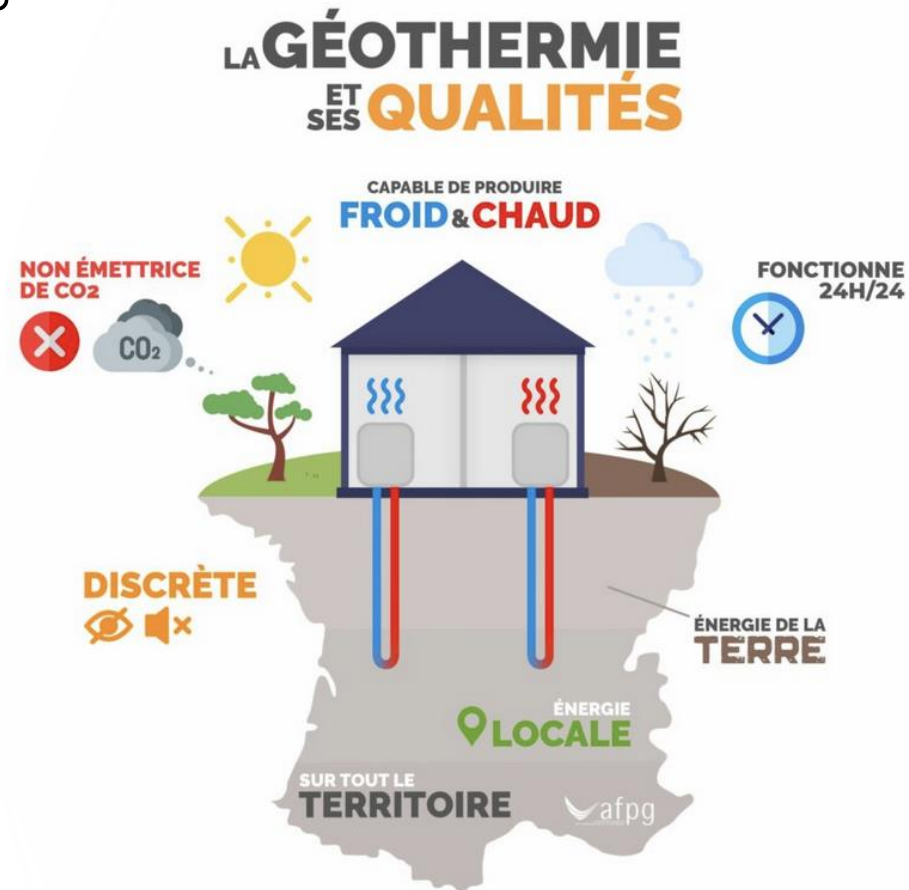 LA GÉOTHERMIE
ET SES QUALITÉS
CAPABLE DE PRODUIRE
FROID & CHAUD
NON ÉMETTRICE
DE CO2
CO₂
FONCTIONNE
24H/24
DISCRÈTE
ÉNERGIE DE LA
TERRE
ÉNERGIE
LOCALE
SUR TOUT LE
TERRITOIRE
afpg